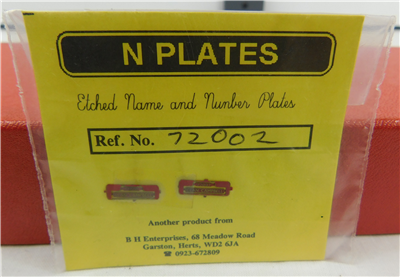 N PLATES
Etched Name and Nunber Plates
Ref. No. 72002
Another product from
B H Enterprises, 68 Meadow Road
Garston, Herts, WD2 6JA
☎ 0923-672809